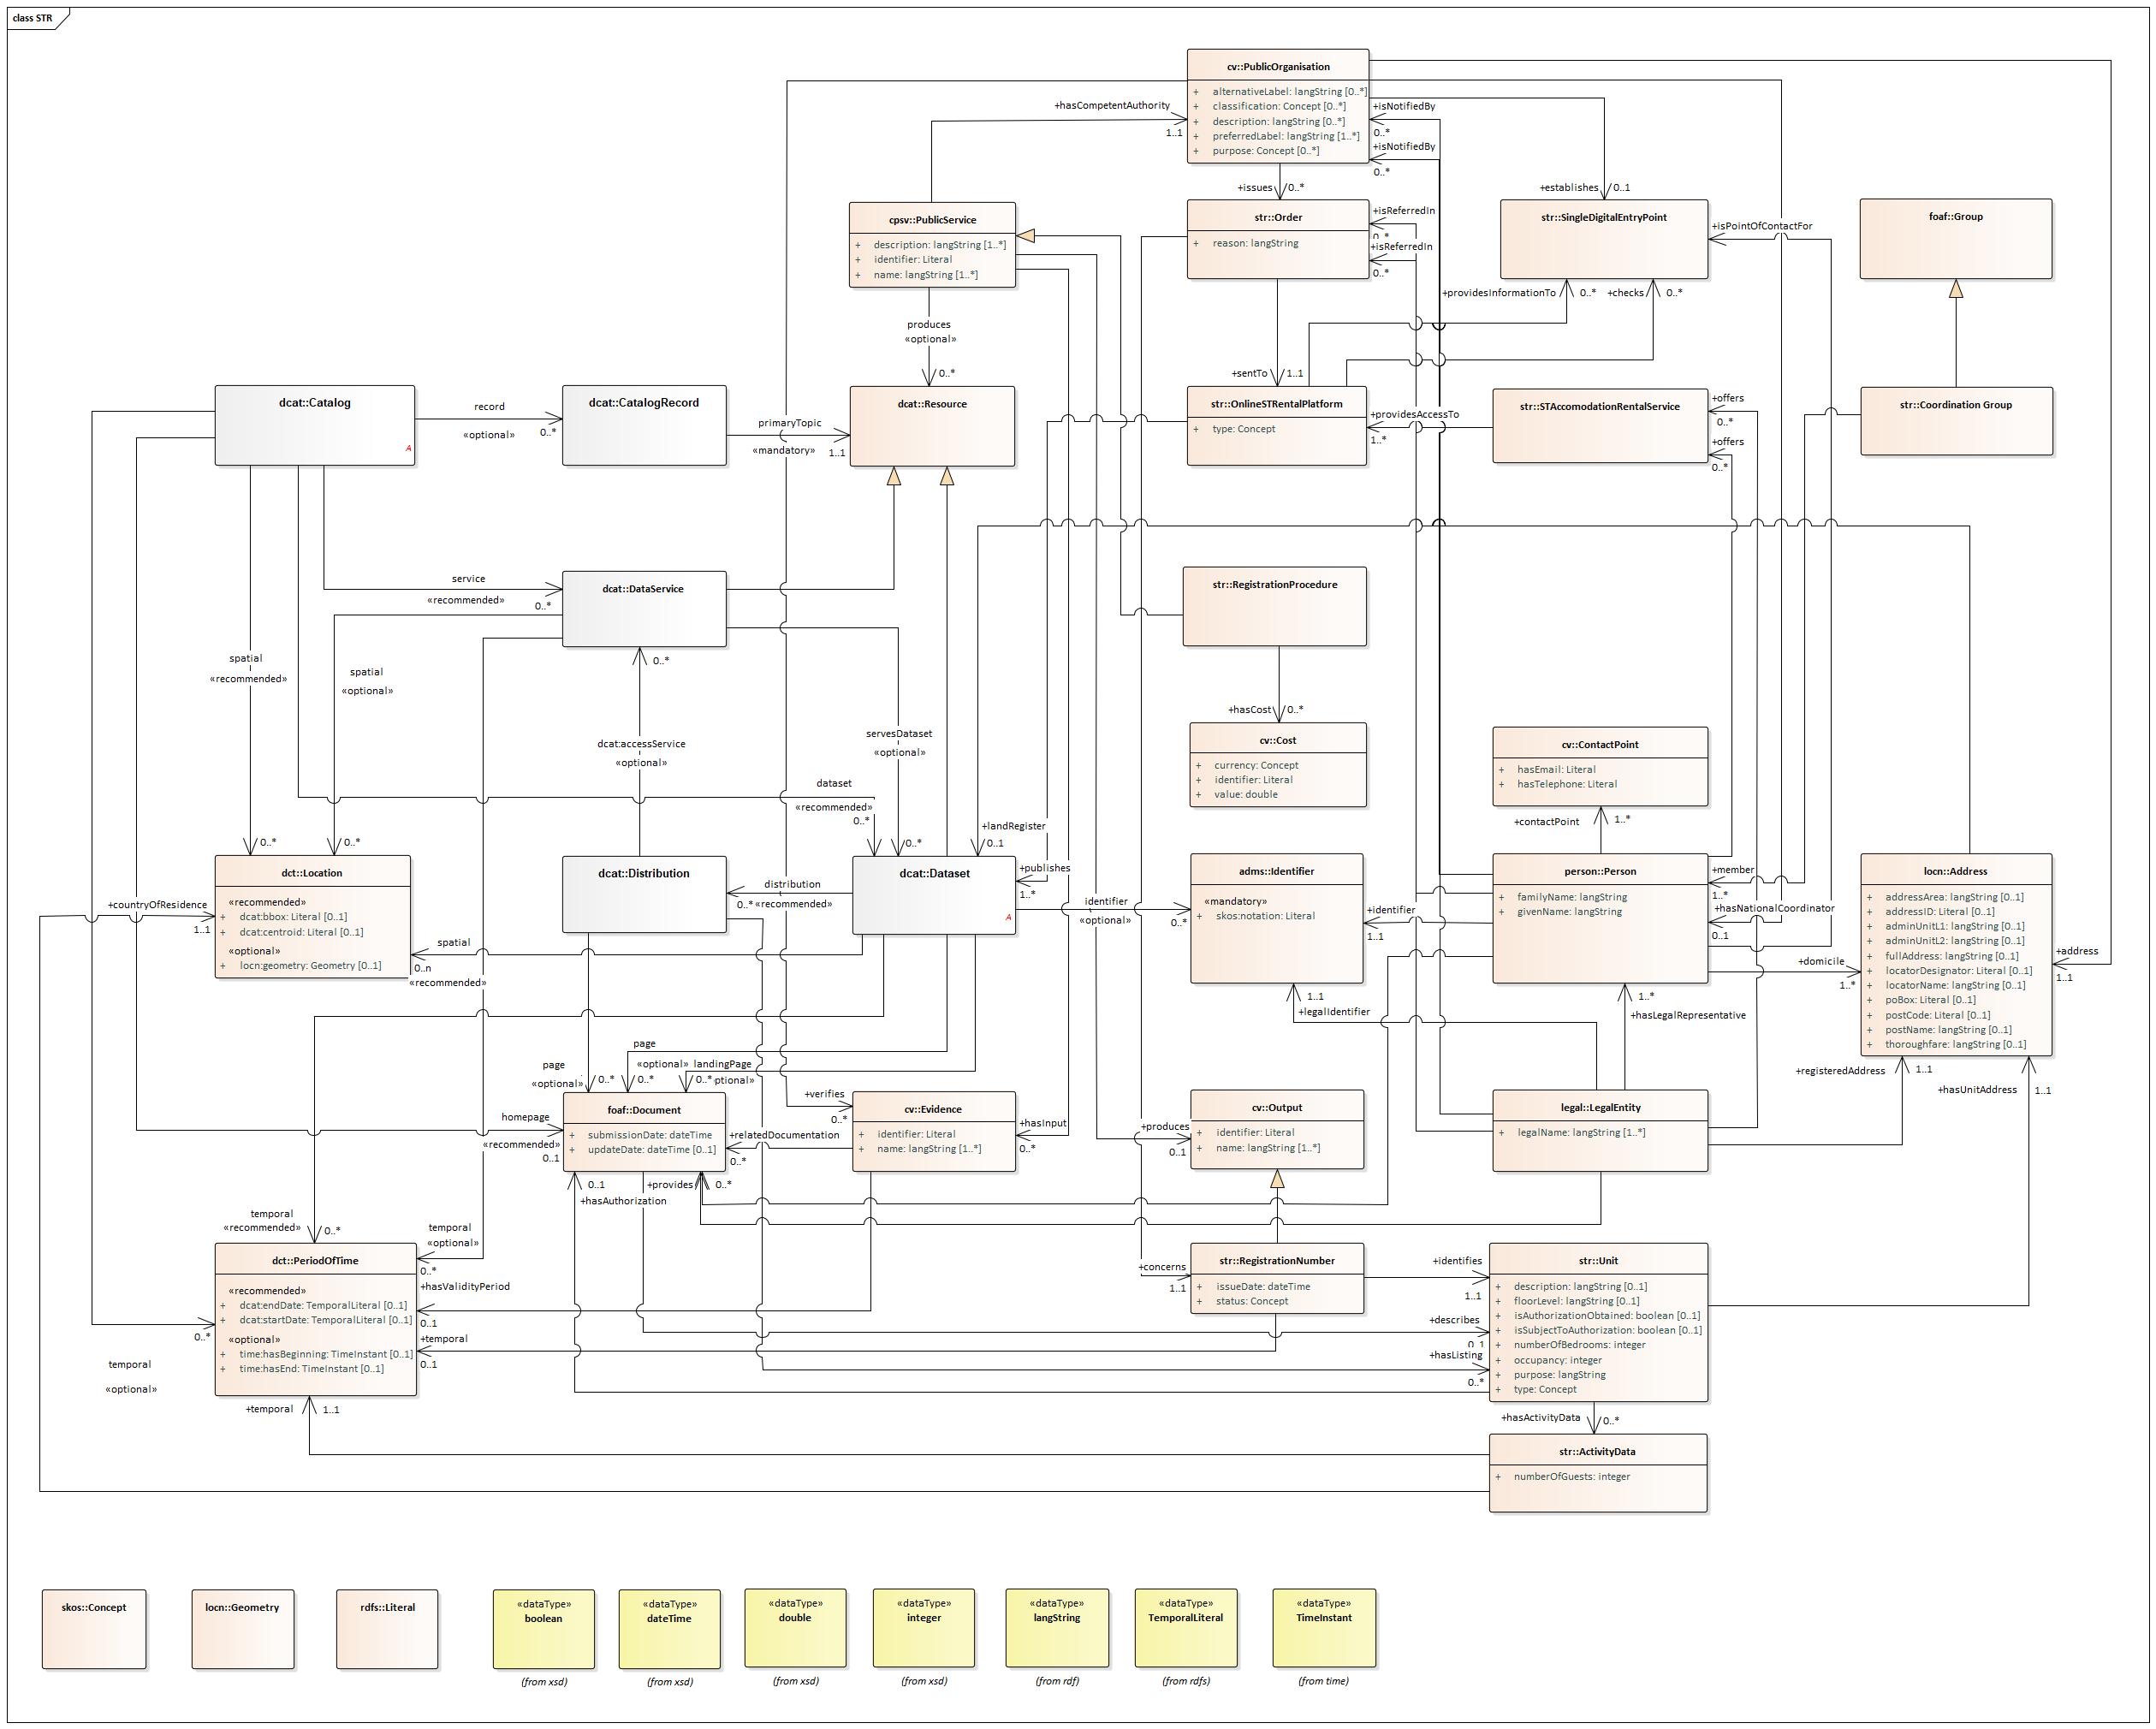 class STR
cv::PublicOrganisation
+ alternativeLabel: langString [0..*]
+ classification: Concept [0..*]
+ description: langString [0..*]
+ preferredLabel: langString [1..*]
+ purpose: Concept [0..*]
+hasCompetentAuthority
1..1
+isNotifiedBy
0..*
+isNotifiedBy
0..*
+issues
0..*
+establishes
0..1
cpsv::PublicService
+ description: langString [1..*]
+ identifier: Literal
+ name: langString [1..*]
str::Order
+ reason: langString
+isReferredIn
0..*
+isReferredIn
0..*
str::SingleDigitalEntryPoint
+isPointOfContactFor
foaf::Group
+providesInformationTo
0..*
+checks
0..*
produces
«optional»
0..*
+sentTo
1..1
dcat::Catalog
A
record
«optional»
0..*
dcat::CatalogRecord
primaryTopic
«mandatory»
1..1
dcat::Resource
str::OnlineSTRentalPlatform
+ type: Concept
+providesAccessTo
1..*
str::STAccomodationRentalService
+offers
0..*
+offers
0..*
str::Coordination Group
service
«recommended»
0..*
dcat::DataService
str::RegistrationProcedure
spatial
«recommended»
0..*
spatial
«optional»
0..*
0..*
dcat:accessService
«optional»
servesDataset
«optional»
0..*
dataset
«recommended»
0..*
+hasCost
0..*
cv::Cost
+ currency: Concept
+ identifier: Literal
+ value: double
cv::ContactPoint
+ hasEmail: Literal
+ hasTelephone: Literal
+contactPoint
1..*
+landRegister
0..1
+publishes
1..*
dct::Location
«recommended»
+ dcat:bbox: Literal [0..1]
+ dcat:centroid: Literal [0..1]
«optional»
+ locn:geometry: Geometry [0..1]
+countryOfResidence
1..1
dcat::Distribution
distribution
0..*
«recommended»
dcat::Dataset
A
identifier
«optional»
0..*
adms::Identifier
«mandatory»
+ skos:notation: Literal
+identifier
1..1
person::Person
+ familyName: langString
+ givenName: langString
+member
1..*
+hasNationalCoordinator
0..1
+domicile
1..*
locn::Address
+ addressArea: langString [0..1]
+ addressID: Literal [0..1]
+ adminUnitL1: langString [0..1]
+ adminUnitL2: langString [0..1]
+ fullAddress: langString [0..1]
+ locatorDesignator: Literal [0..1]
+ locatorName: langString [0..1]
+ poBox: Literal [0..1]
+ postCode: Literal [0..1]
+ postName: langString [0..1]
+ thoroughfare: langString [0..1]
+address
1..1
spatial
0..n
«recommended»
1..1
+legalIdentifier
1..*
+hasLegalRepresentative
page
«optional»
0..*
page
«optional»
0..*
landingPage
0..*
+registeredAddress
1..1
+hasUnitAddress
1..1
homepage
«recommended»
0..1
foaf::Document
+ submissionDate: dateTime
+ updateDate: dateTime [0..1]
+verifies
0..*
cv::Evidence
+ identifier: Literal
+ name: langString [1..*]
+relatedDocumentation
0..*
+hasInput
0..*
+produces
0..1
cv::Output
+ identifier: Literal
+ name: langString [1..*]
legal::LegalEntity
+ legalName: langString [1..*]
0..1
+hasAuthorization
+provides
0..*
temporal
«recommended»
0..*
temporal
«optional»
0..*
dct::PeriodOfTime
«recommended»
+ dcat:endDate: TemporalLiteral [0..1]
+ dcat:startDate: TemporalLiteral [0..1]
«optional»
+ time:hasBeginning: TimeInstant [0..1]
+ time:hasEnd: TimeInstant [0..1]
0..*
temporal
«optional»
+hasValidityPeriod
0..1
+temporal
0..1
+temporal
1..1
+concerns
1..1
str::RegistrationNumber
+ issueDate: dateTime
+ status: Concept
+identifies
1..1
+describes
0..1
+hasListing
0..*
str::Unit
+ description: langString [0..1]
+ floorLevel: langString [0..1]
+ isAuthorizationObtained: boolean [0..1]
+ isSubjectToAuthorization: boolean [0..1]
+ numberOfBedrooms: integer
+ occupancy: integer
+ purpose: langString
+ type: Concept
+hasActivityData
0..*
str::ActivityData
+ numberOfGuests: integer
skos::Concept
locn::Geometry
rdfs::Literal
«dataType»
boolean
(from xsd)
«dataType»
dateTime
(from xsd)
«dataType»
double
(from xsd)
«dataType»
integer
(from xsd)
«dataType»
langString
(from rdf)
«dataType»
TemporalLiteral
(from rdfs)
«dataType»
TimeInstant
(from time)